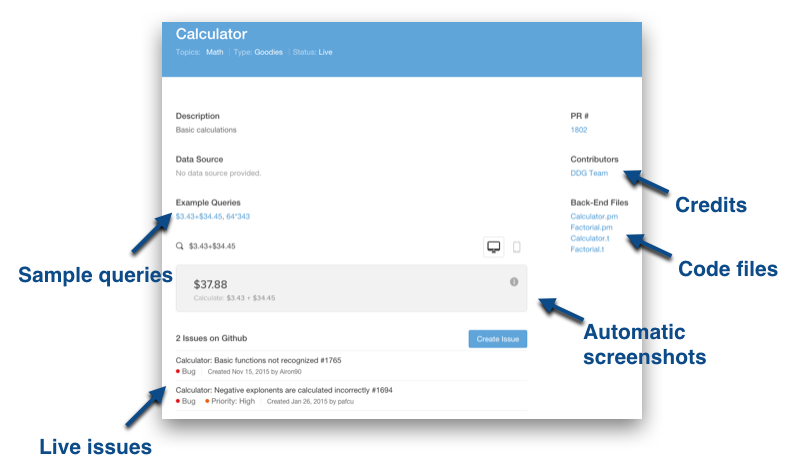 Calculator
Topics: Math | Type: Goodies | Status: Live
Description
Basic calculations
Data Source
No data source provided.
Example Queries
$3.43+$34.45, 64*343
$3.43+$34.45
$37.88
Calculate: $3.43 + $34.45
2 Issues on Github
Create Issue
Calculator: Basic functions not recognized #1765
Bug | Created Nov 15, 2015 by Airon90
Calculator: Negative explonents are calculated incorrectly #1694
Bug Priority: High | Created Jan 26, 2015 by pafcu
PR #
1802
Contributors
DDG Team
Back-End Files
Calculator.pm
Factorial.pm
Calculator.t
Factorial.t
Credits
Code files
Sample queries
Automatic
screenshots
Live issues